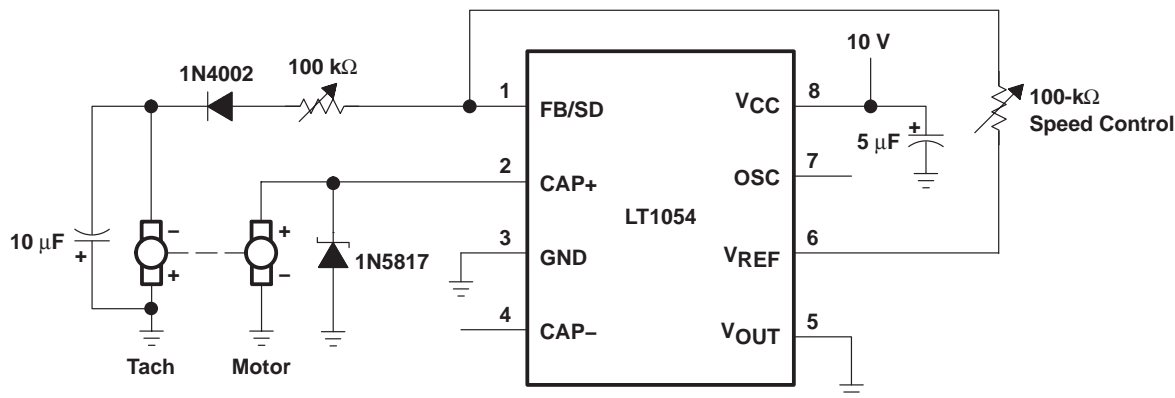 10 V
1N4002
100 kΩ
1
FB/SD
VCC
8
100-kΩ
Speed Control
5 μF
+
2
CAP+
OSC
7
LT1054
10 μF
+
−
+
+
−
1N5817
3
GND
VREF
6
4
CAP−
VOUT
5
Tach
Motor